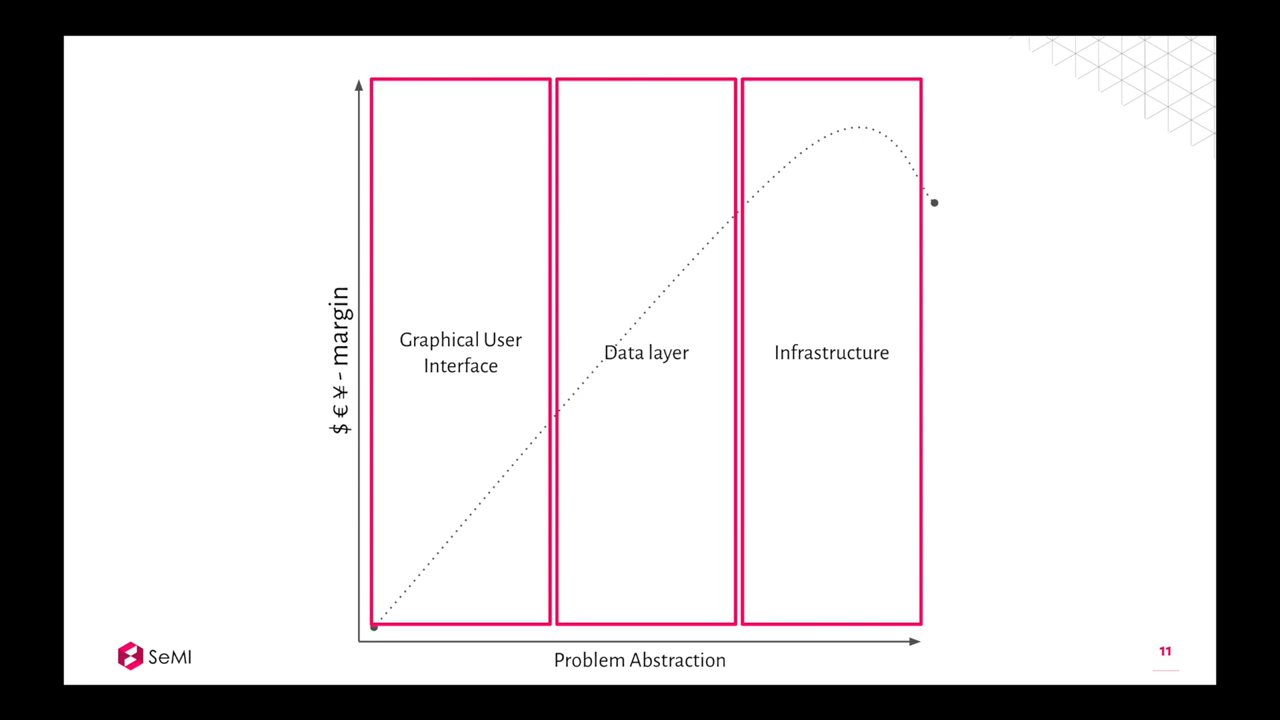 $ € ¥ - margin
Graphical User
Interface
Data layer
Infrastructure
Problem Abstraction
SeMI
11